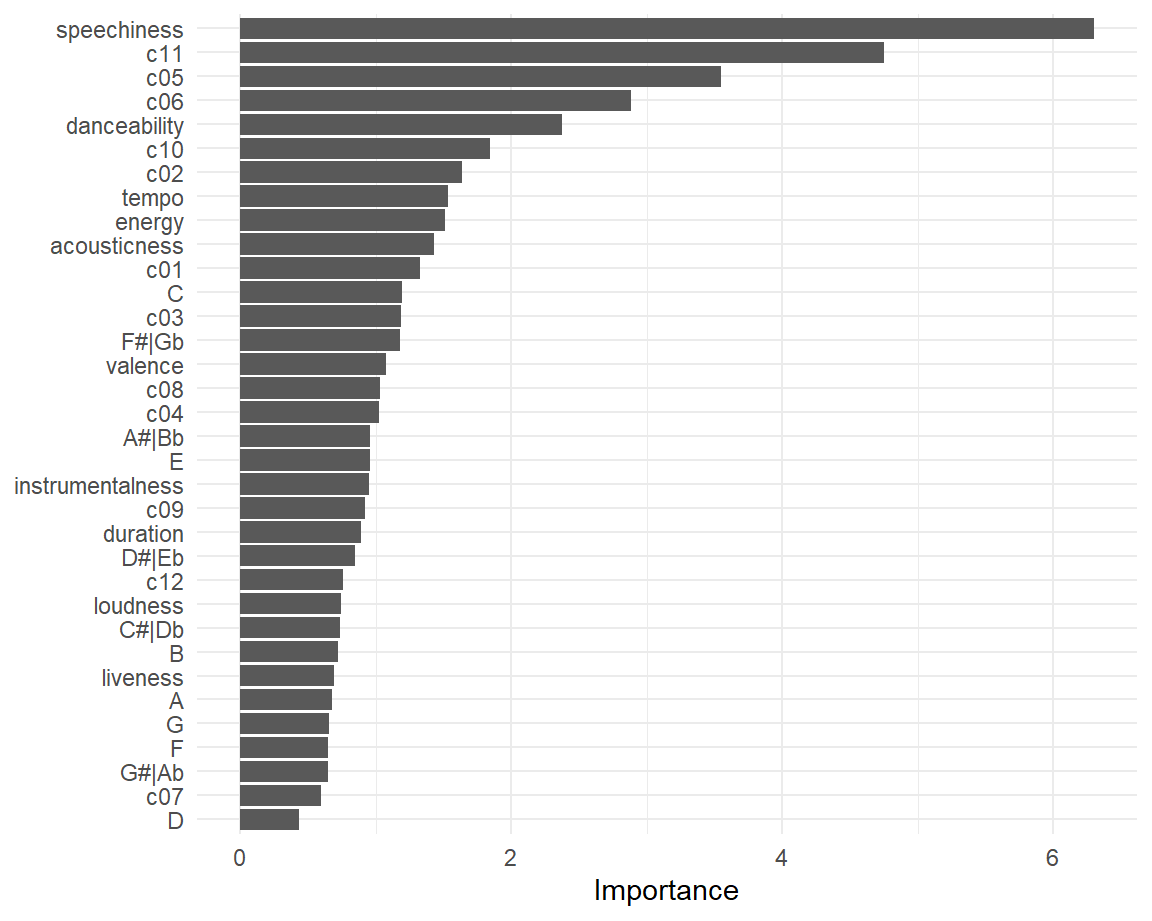 speechiness
c11
c05
c06
danceability
c10
c02
tempo
energy
acousticness
c01
C
c03
F#|Gb
valence
c08
c04
A#|Bb
E
instrumentalness
c09
duration
D#|Eb
c12
loudness
C#|Db
B
liveness
A
G
F
G#|Ab
c07
D
0 2 4 6
Importance